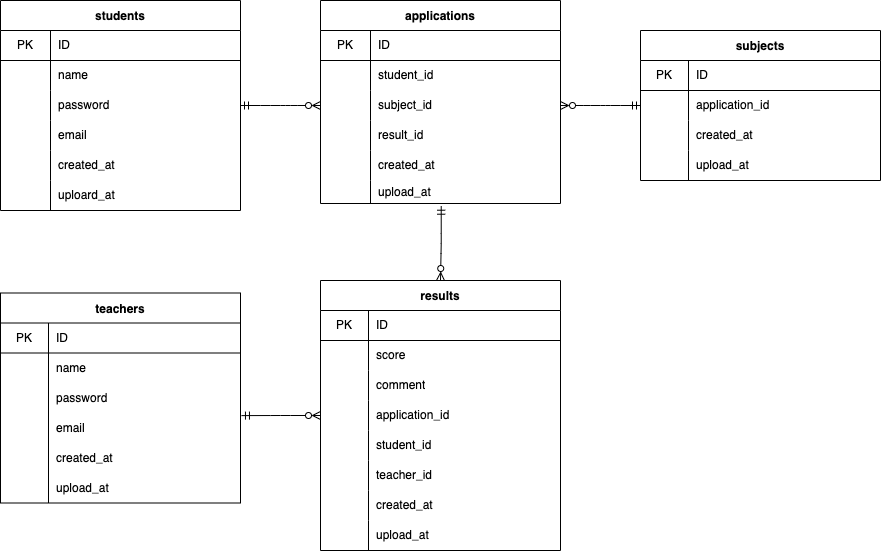 students
PK ID
name
password
email
created_at
uploard_at
applications
PK ID
student_id
subject_id
result_id
created_at
upload_at
subjects
PK ID
application_id
created_at
upload_at
teachers
PK ID
name
password
email
created_at
upload_at
results
PK ID
score
comment
application_id
student_id
teacher_id
created_at
upload_at